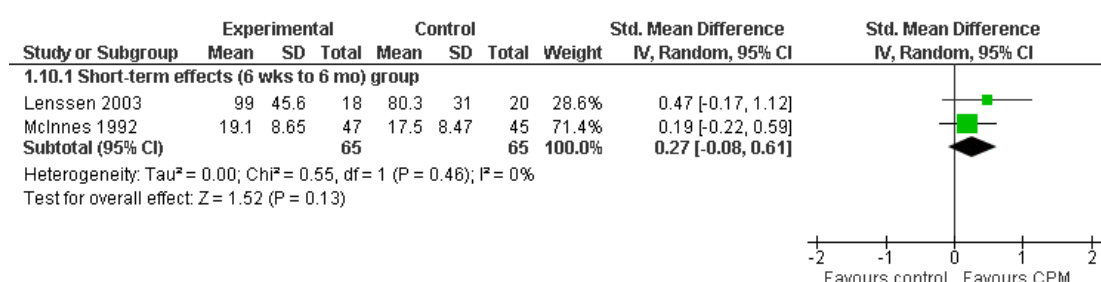 Experimental Control Std. Mean Difference Std. Mean Difference
Study or Subgroup Mean SD Total Mean SD Total Weight IV, Random, 95% CI IV, Random, 95% CI
1.10.1 Short-term effects (6 wks to 6 mo) group
Lenssen 2003 99 45.6 18 80.3 31 20 28.6% 0.47 [-0.17, 1.12]
McInnes 1992 19.1 8.65 47 17.5 8.47 45 71.4% 0.19 [-0.22, 0.59]
Subtotal (95% CI) 65 65 100.0% 0.27 [-0.08, 0.61]
Heterogeneity: Tau² = 0.00; Chi² = 0.55, df = 1 (P = 0.46); I² = 0%
Test for overall effect: Z = 1.52 (P = 0.13)
-2 -1 0 1 2
Favours control Favours CPM